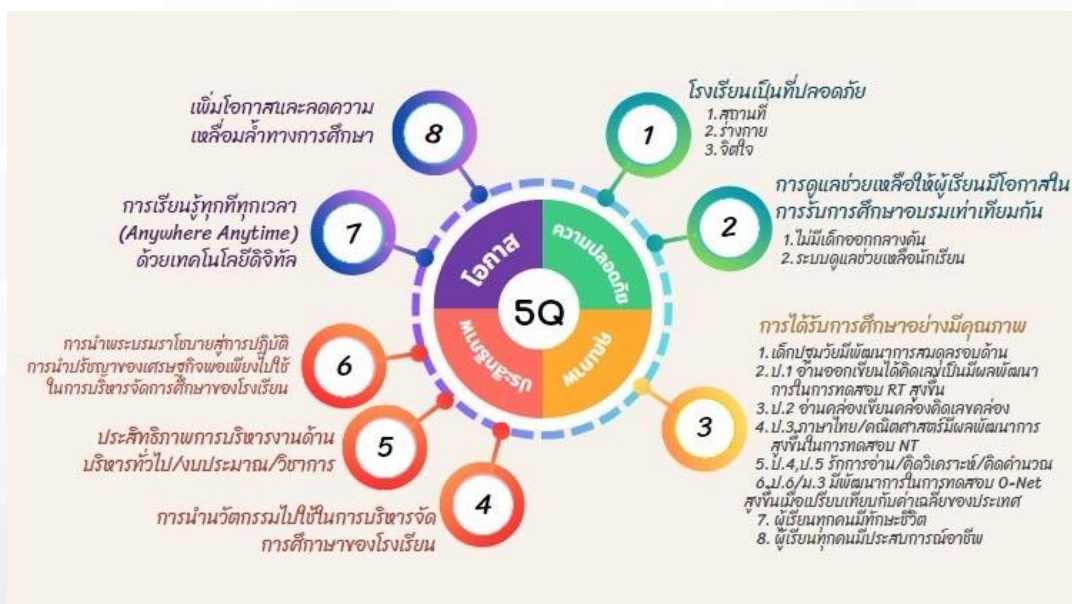 1
โรงเรียนเป็นที่ปลอดภัย
1.สถานที่
2.ร่างกาย
3.จิตใจ
2
การดูแลช่วยเหลือให้ผู้เรียนมีโอกาสใน
การรับการศึกษาอบรมเท่าเทียมกัน
1.ไม่มีเด็กออกกลางคัน
2.ระบบดูแลช่วยเหลือนักเรียน
3
การได้รับการศึกษาอย่างมีคุณภาพ
1.เด็กปฐมวัยมีพัฒนาการสมดุลรอบด้าน
2.ป.1 อ่านออกเขียนได้คิดเลขเป็นมีผลพัฒนา
การในการทดสอบ RT สูงขึ้น
3.ป.2 อ่านคล่องเขียนคล่องคิดเลขคล่อง
4.ป.3ภาษาไทย/คณิตศาสตร์มีผลพัฒนาการ
สูงขึ้นในการทดสอบ NT
5.ป.4,ป.5 รักการอ่าน/คิดวิเคราะห์/คิดคำนวณ
6.ป.6/ม.3 มีพัฒนาการในการทดสอบ O-Net
สูงขึ้นเมื่อเปรียบเทียบกับค่าเฉลี่ยของประเทศ
7. ผู้เรียนทุกคนมีทักษะชีวิต
8. ผู้เรียนทุกคนมีประสบการณ์อาชีพ
4
การนำนวัตกรรมไปใช้ในการบริหารจัด
การศึกาษาของโรงเรียน
5
ประสิทธิภาพการบริหารงานด้าน
บริหารทั่วไป/งบประมาณ/วิชาการ
6
การนำพระบรมราโชบายสู่การปฏิบัติ
การนำปรัชญาของเศรษฐกิจพอเพียงไปใช้
ในการบริหารจัดการศึกษาของโรงเรียน
7
การเรียนรู้ทุกที่ทุกเวลา
(Anywhere Anytime)
ด้วยเทคโนโลยีดิจิทัล
8
เพิ่มโอกาสและลดความ
เหลื่อมล้ำทางการศึกษา
5Q
โอกาส
ความปลอดภัย
คุณภาพ
ประสิทธิภาพ